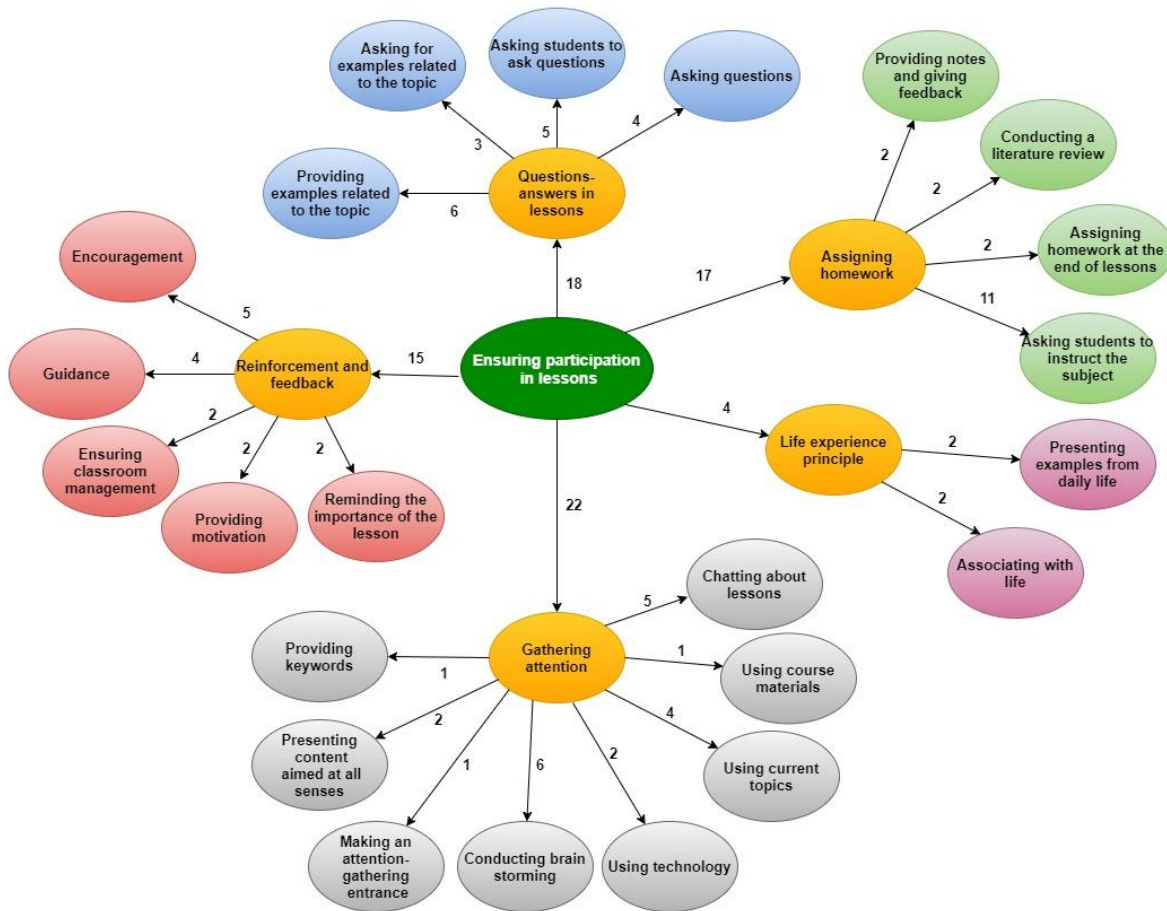 Asking for
examples related
to the topic
Asking students to
ask questions
Asking questions
3
5
4
Providing
examples related
to the topic
6
Questions-
answers in
lessons
18
Providing notes
and giving
feedback
2
Conducting a
literature review
2
Assigning
homework
17
Assigning
homework at the
end of lessons
2
11
Asking students to
instruct the
subject
Encouragement
5
Guidance
4
Reinforcement and
feedback
15
Ensuring participation
in lessons
Ensuring
classroom
management
2
Providing
motivation
2
Reminding the
importance of the
lesson
2
4
Life experience
principle
2
Presenting
examples from
daily life
2
Associating with
life
22
Gathering
attention
Chatting about
lessons
5
Using course
materials
1
Using current
topics
4
Using technology
2
Conducting brain
storming
6
Making an
attention-
gathering
entrance
1
Presenting
content
aimed at all
senses
2
Providing
keywords
1